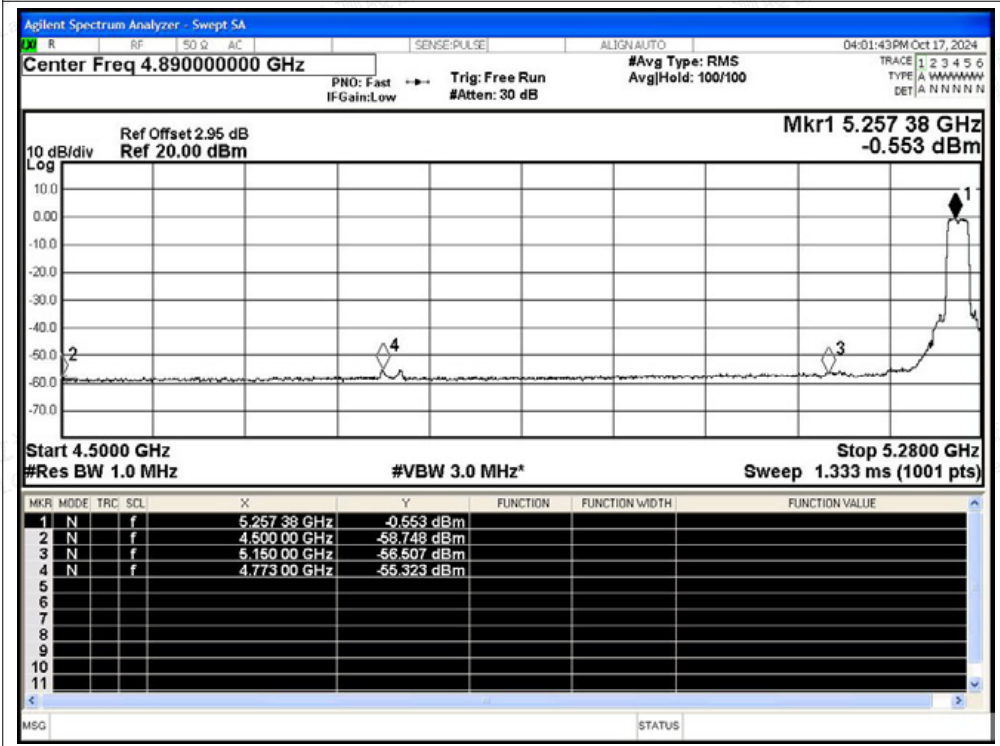 Agilent Spectrum Analyzer - Swept SA
LXI R RF 50 Ω AC SENSE:PULSE ALIGN AUTO 04:01:43 PM Oct 17, 2024
Center Freq 4.890000000 GHz
PNO: Fast
IFGain:Low
Trig: Free Run
#Atten: 30 dB
#Avg Type: RMS
Avg|Hold: 100/100
TRACE 1 2 3 4 5 6
TYPE A WWWWW
DET A N N N N N
Ref Offset 2.95 dB
Ref 20.00 dBm
10 dB/div
Log
Mkr1 5.257 38 GHz
-0.553 dBm
10.0
0.00
-10.0
-20.0
-30.0
-40.0
-50.0
-60.0
-70.0
1
2
4
3
Start 4.5000 GHz
Stop 5.2800 GHz
#Res BW 1.0 MHz
#VBW 3.0 MHz*
Sweep 1.333 ms (1001 pts)
MKR MODE TRC SCL X Y FUNCTION FUNCTION WIDTH FUNCTION VALUE
1 N f 5.257 38 GHz -0.553 dBm
2 N f 4.500 00 GHz -58.748 dBm
3 N f 5.150 00 GHz -56.507 dBm
4 N f 4.773 00 GHz -55.323 dBm
5
6
7
8
9
10
11
MSG
STATUS